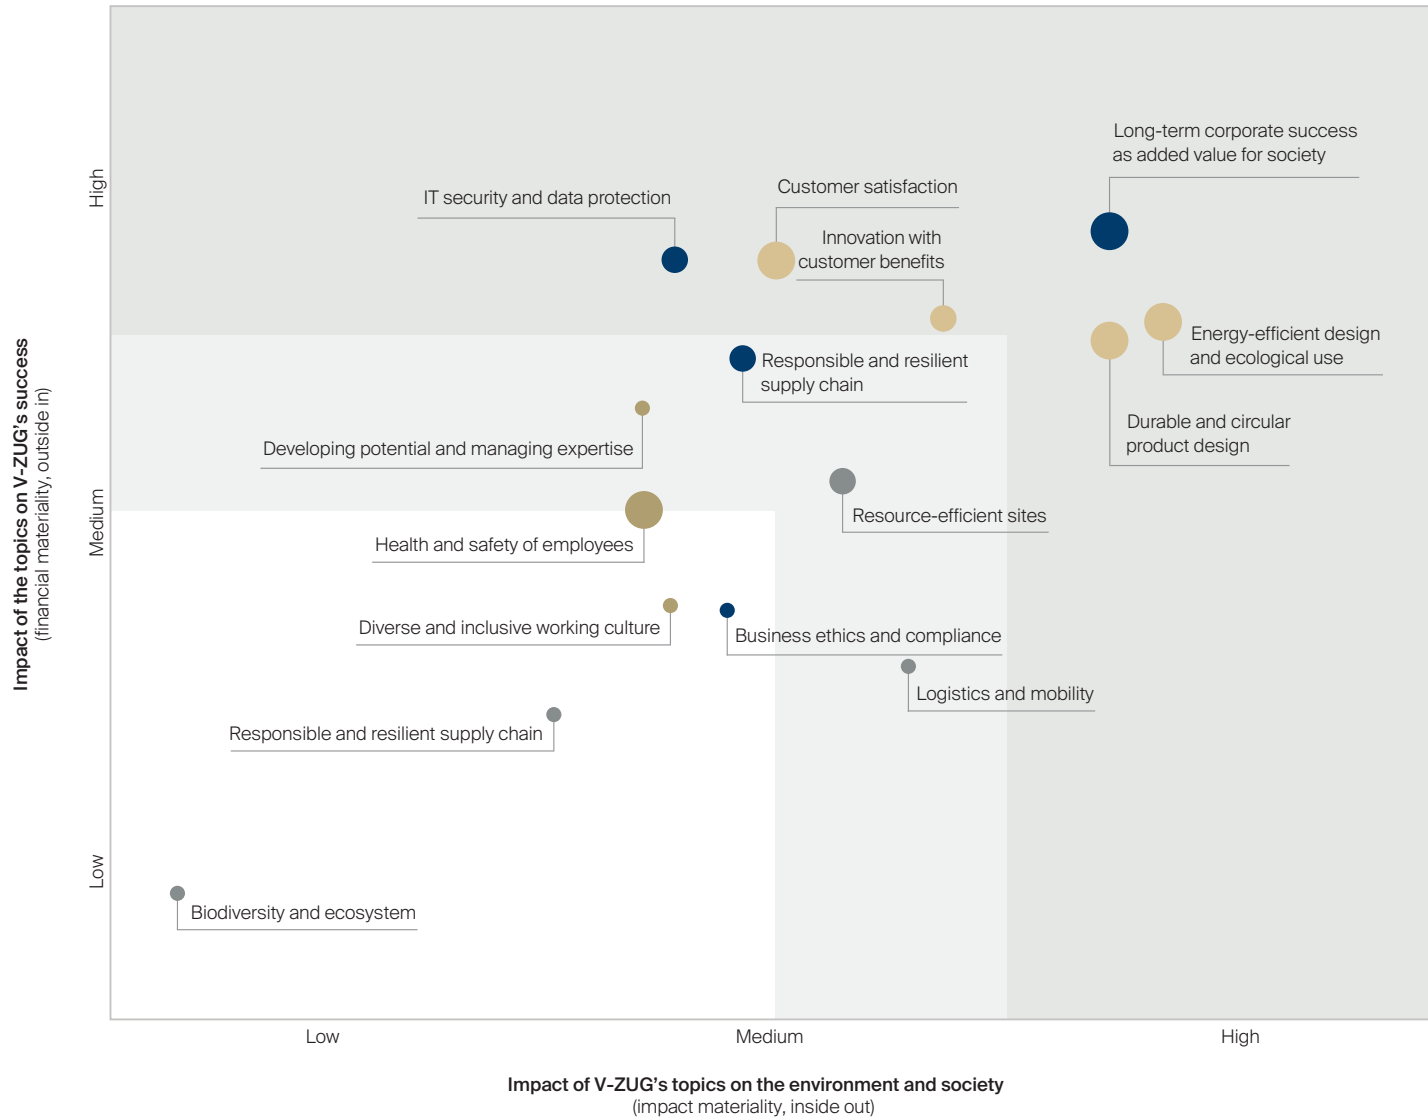 Long-term corporate success
as added value for society
High
IT security and data protection
Customer satisfaction
Innovation with
customer benefits
Energy-efficient design
and ecological use
Responsible and resilient
supply chain
Durable and circular
product design
Developing potential and managing expertise
Impact of the topics on V-ZUG's success
(financial materiality, outside in)
Medium
Resource-efficient sites
Health and safety of employees
Diverse and inclusive working culture
Business ethics and compliance
Logistics and mobility
Responsible and resilient supply chain
Low
Biodiversity and ecosystem
Low
Medium
High
Impact of V-ZUG's topics on the environment and society
(impact materiality, inside out)